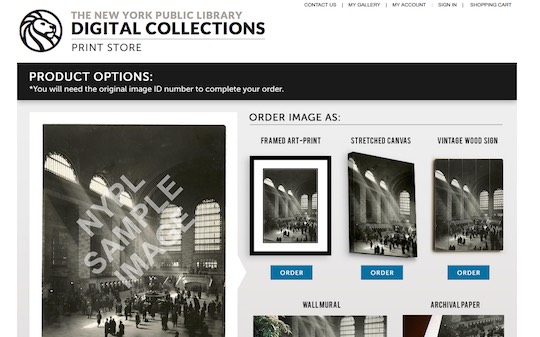 CONTACT US | MY GALLERY | MY ACCOUNT : SIGN IN | SHOPPING CART
THE NEW YORK PUBLIC LIBRARY
DIGITAL COLLECTIONS
PRINT STORE
PRODUCT OPTIONS:
*You will need the original image ID number to complete your order.
NYPL
SAMPLE
IMAGE
ORDER IMAGE AS:
FRAMED ART-PRINT STRETCHED CANVAS VINTAGE WOOD SIGN
ORDER ORDER ORDER
WALL MURAL ARCHIVAL PAPER